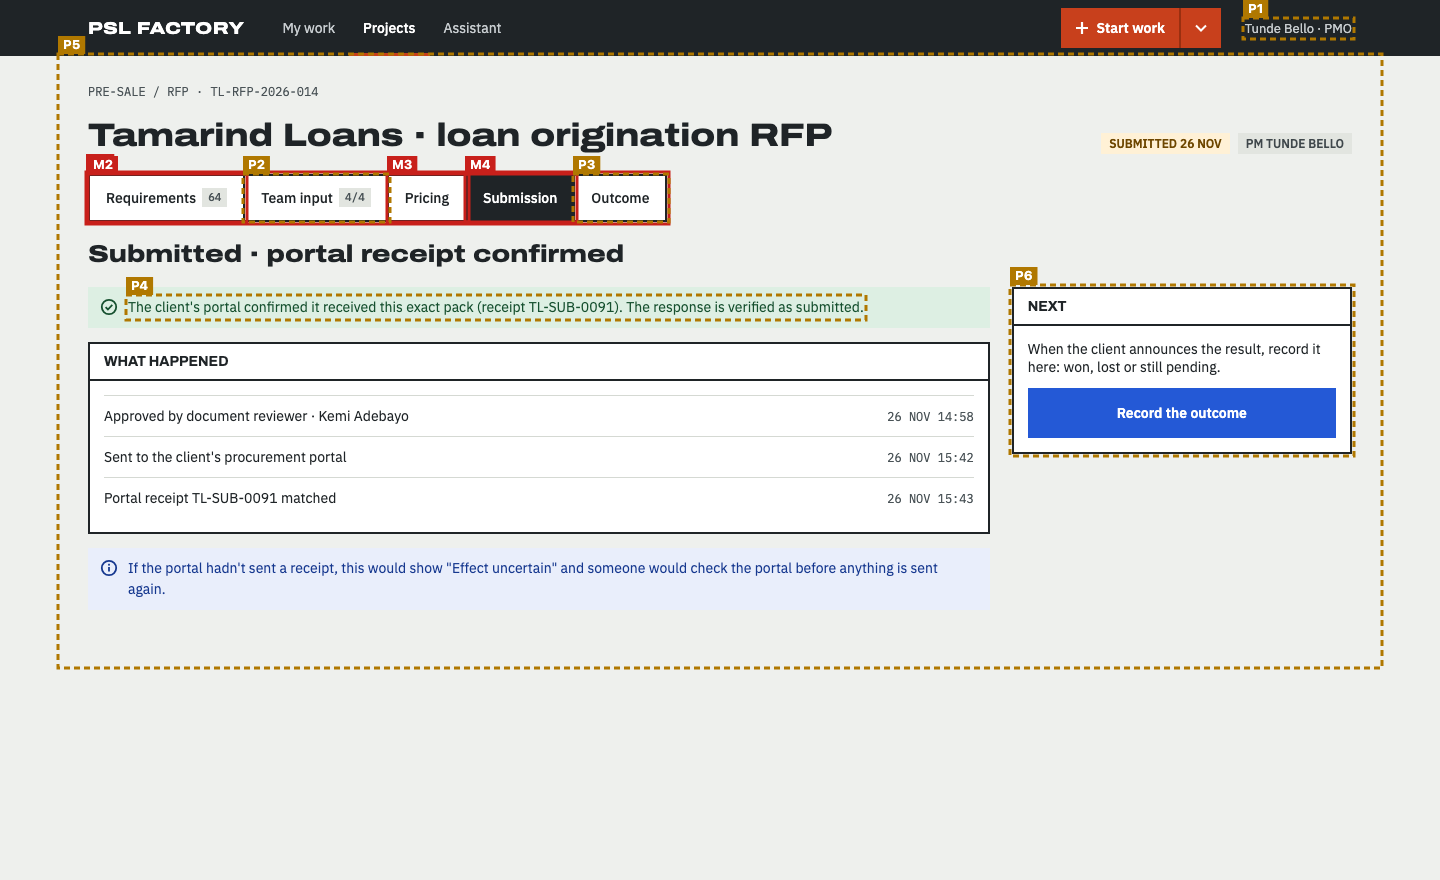 PSL FACTORY
My work
Projects
Assistant
Start work
P1
Tunde Bello · PMO
P5
PRE-SALE / RFP · TL-RFP-2026-014
Tamarind Loans · loan origination RFP
SUBMITTED 26 NOV
PM TUNDE BELLO
M2
P2
M3
M4
P3
Requirements 64
Team input 4/4
Pricing
Submission
Outcome
Submitted · portal receipt confirmed
P4
The client's portal confirmed it received this exact pack (receipt TL-SUB-0091). The response is verified as submitted.
WHAT HAPPENED
Approved by document reviewer · Kemi Adebayo
26 NOV 14:58
Sent to the client's procurement portal
26 NOV 15:42
Portal receipt TL-SUB-0091 matched
26 NOV 15:43
If the portal hadn't sent a receipt, this would show "Effect uncertain" and someone would check the portal before anything is sent
again.
P6
NEXT
When the client announces the result, record it
here: won, lost or still pending.
Record the outcome